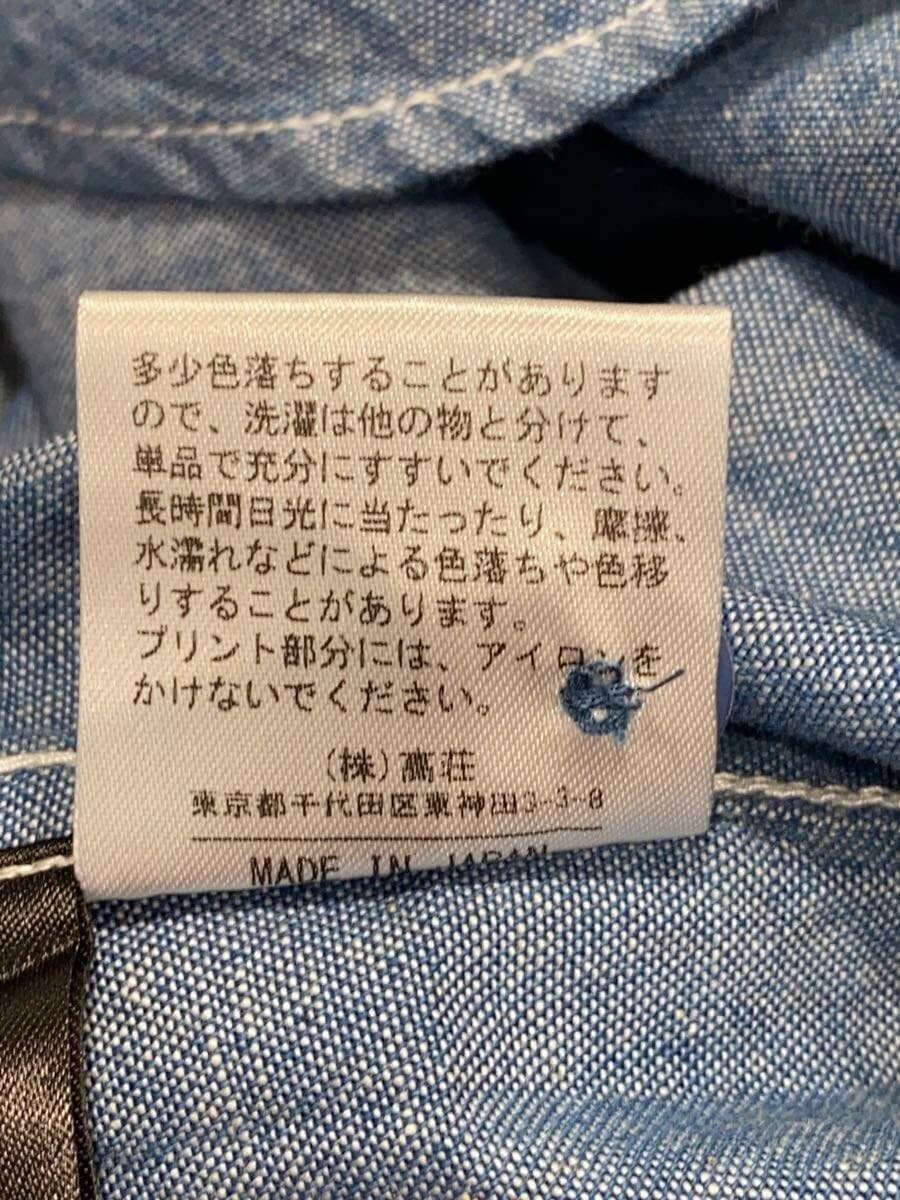 多少色落ちすることがあります
ので、洗濯は他の物と分けて、
単品で充分にすすいでください。
長時間日光に当たったり、摩擦、
水濡れなどによる色落ちや色移
りすることがあります。
プリント部分には、アイロンを
かけないでください。
(株)髙荘
東京都千代田区東神田3-3-8
MADE IN JAPAN